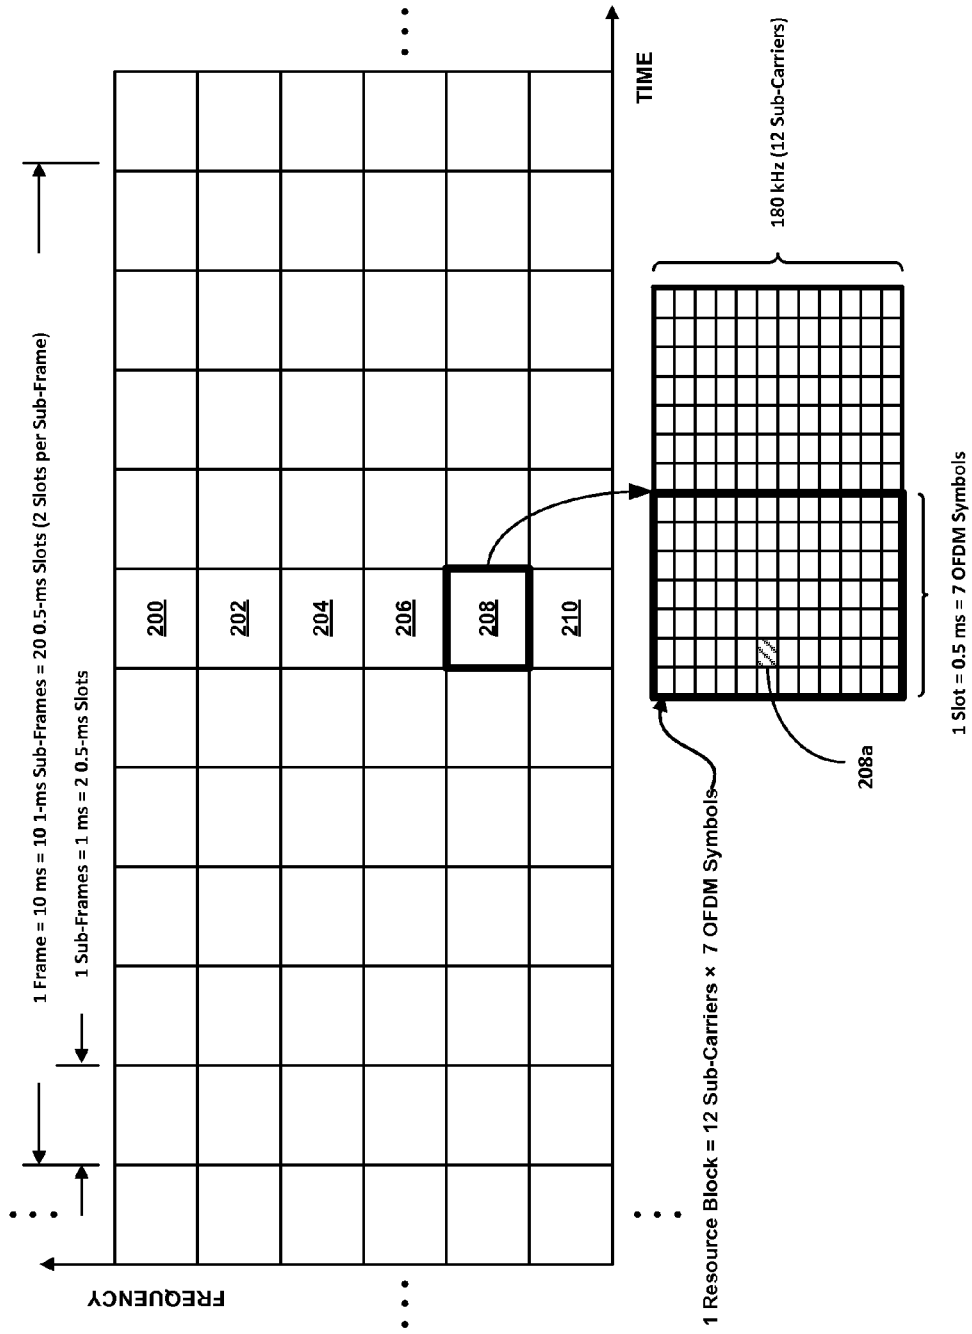 1 Frame = 10 ms = 10 1-ms Sub-Frames = 20 0.5-ms Slots (2 Slots per Sub-Frame)
1 Sub-Frames = 1 ms = 2 0.5-ms Slots
FREQUENCY
200
202
204
206
208
210
TIME
1 Resource Block = 12 Sub-Carriers × 7 OFDM Symbols
208a
180 kHz (12 Sub-Carriers)
1 Slot = 0.5 ms = 7 OFDM Symbols